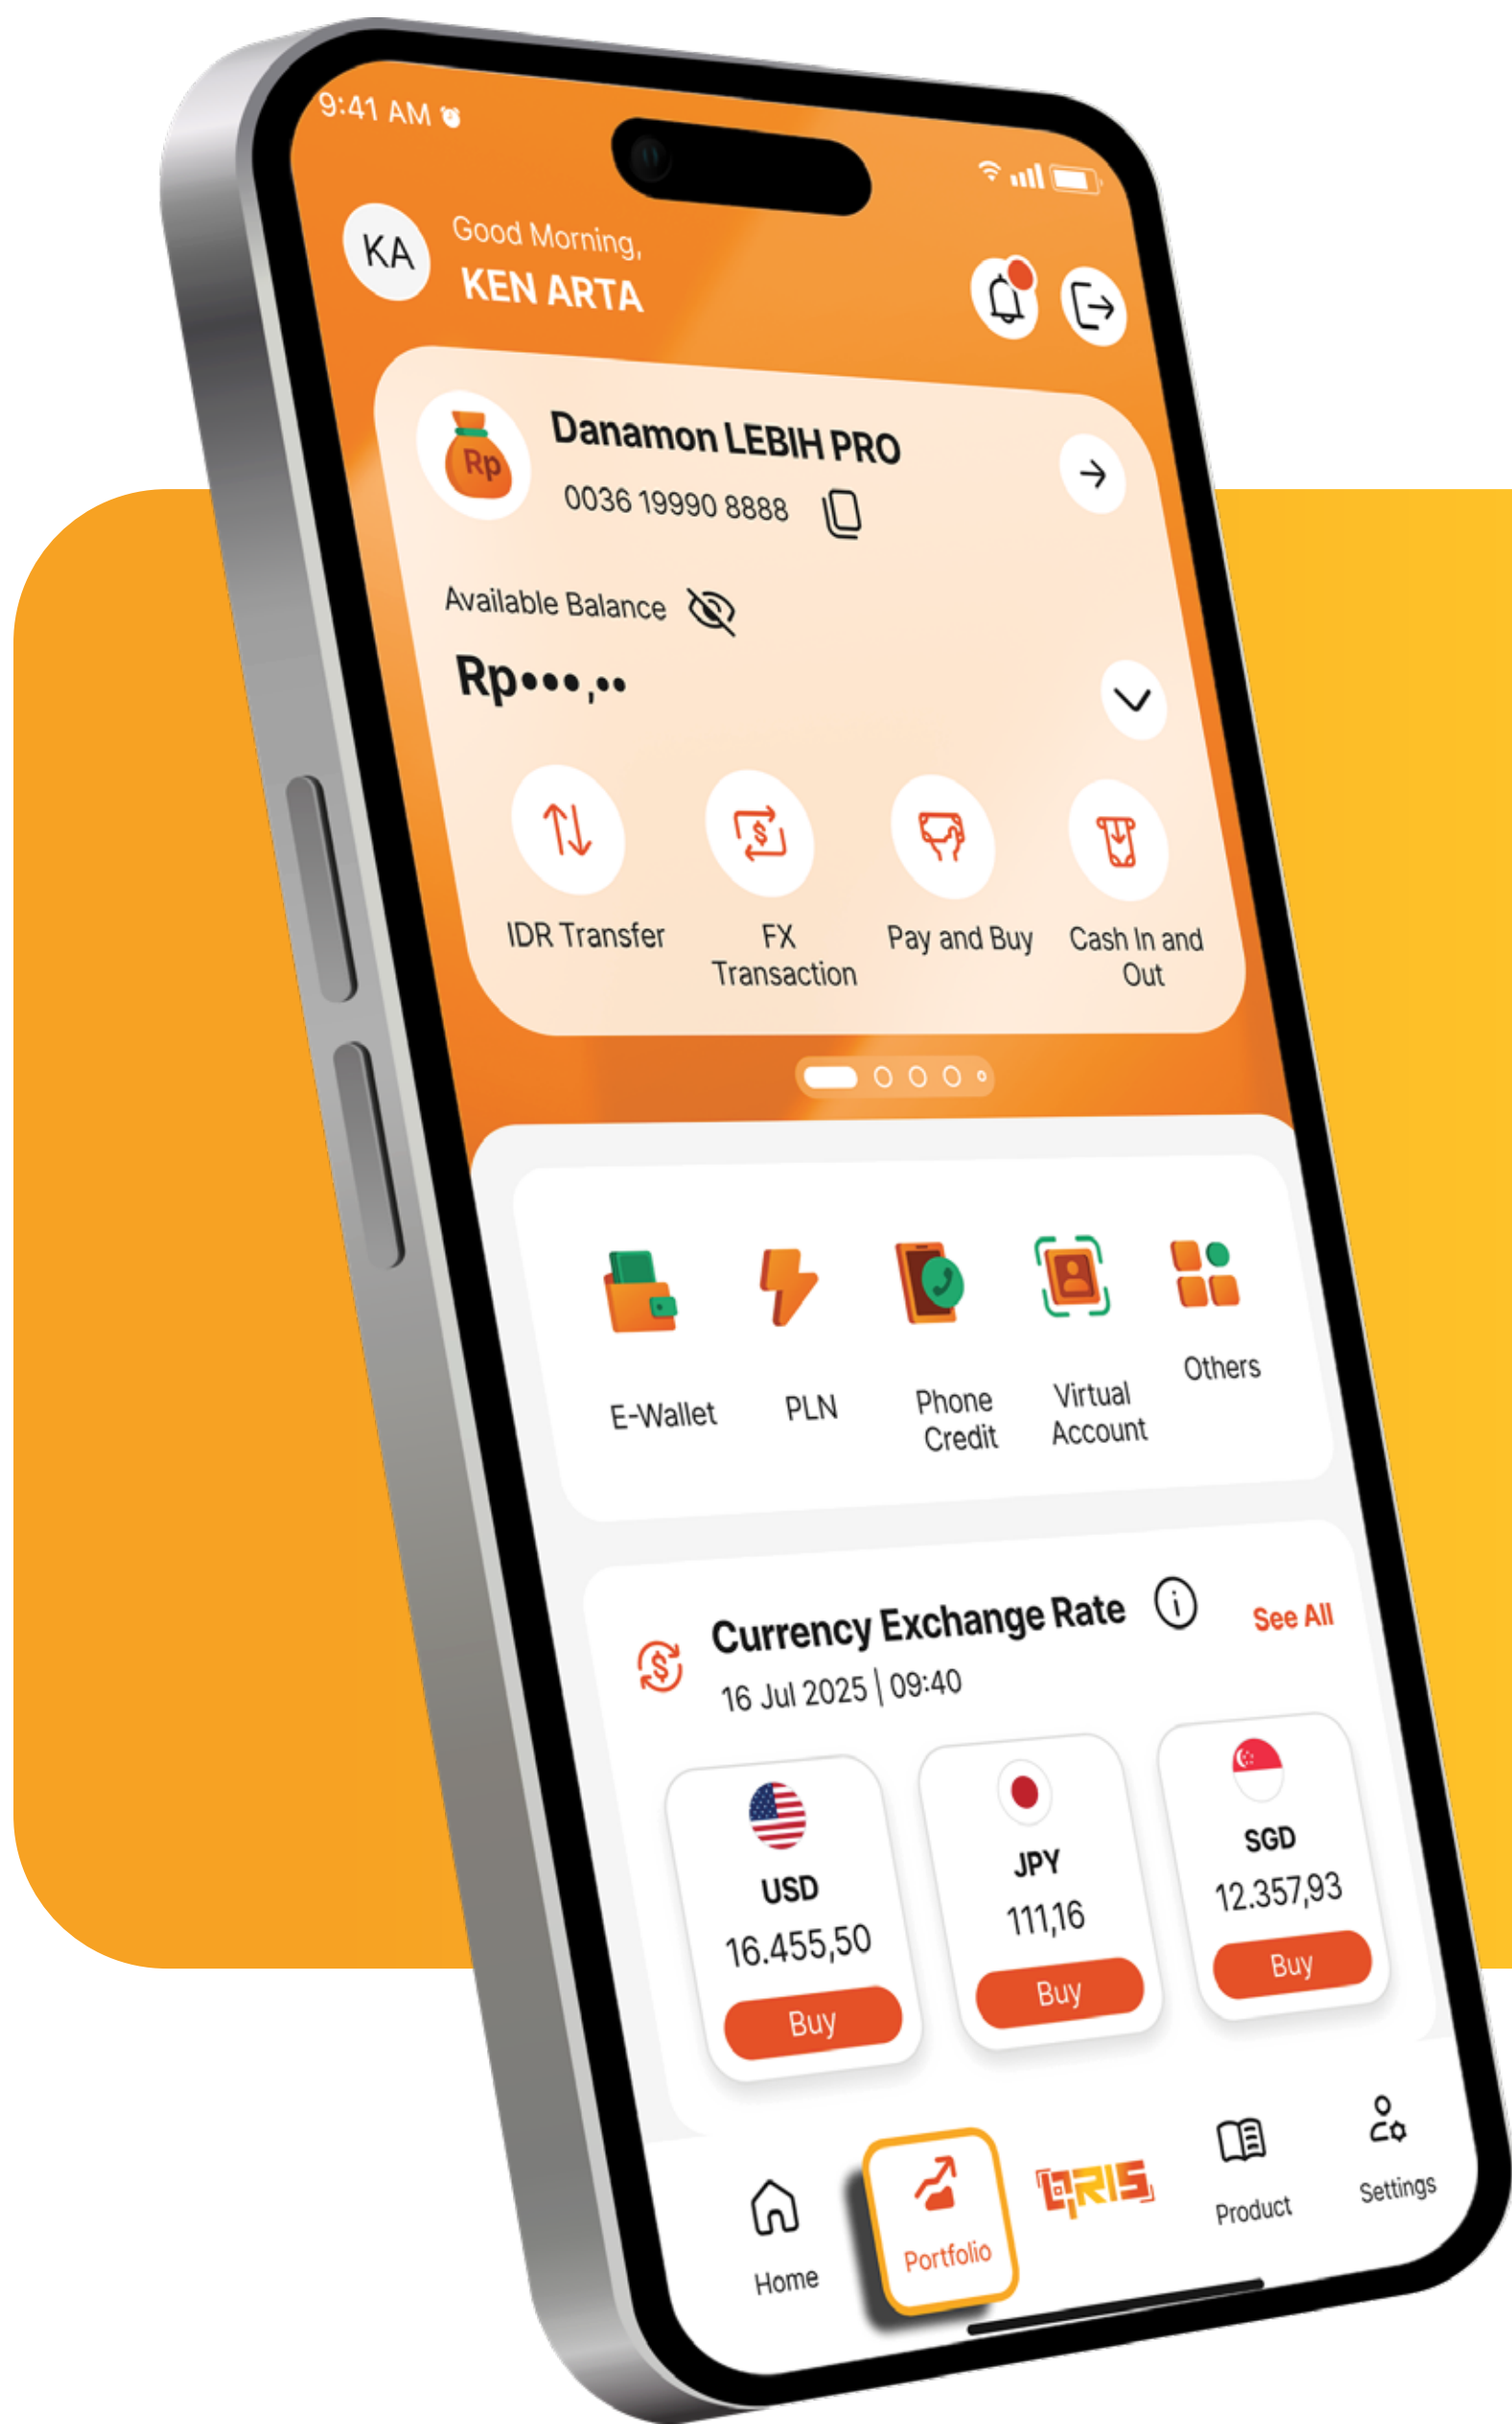 9:41 AM
KA
Good Morning,
KEN ARTA
Rp
Danamon LEBIH PRO
0036 19990 8888
Available Balance
Rp•••,••
IDR Transfer
FX
Transaction
Pay and Buy
Cash In and
Out
E-Wallet
PLN
Phone
Credit
Virtual
Account
Others
Currency Exchange Rate
See All
16 Jul 2025 | 09:40
USD
16.455,50
Buy
JPY
111,16
Buy
SGD
12.357,93
Buy
Home
Portfolio
QRIS
Product
Settings